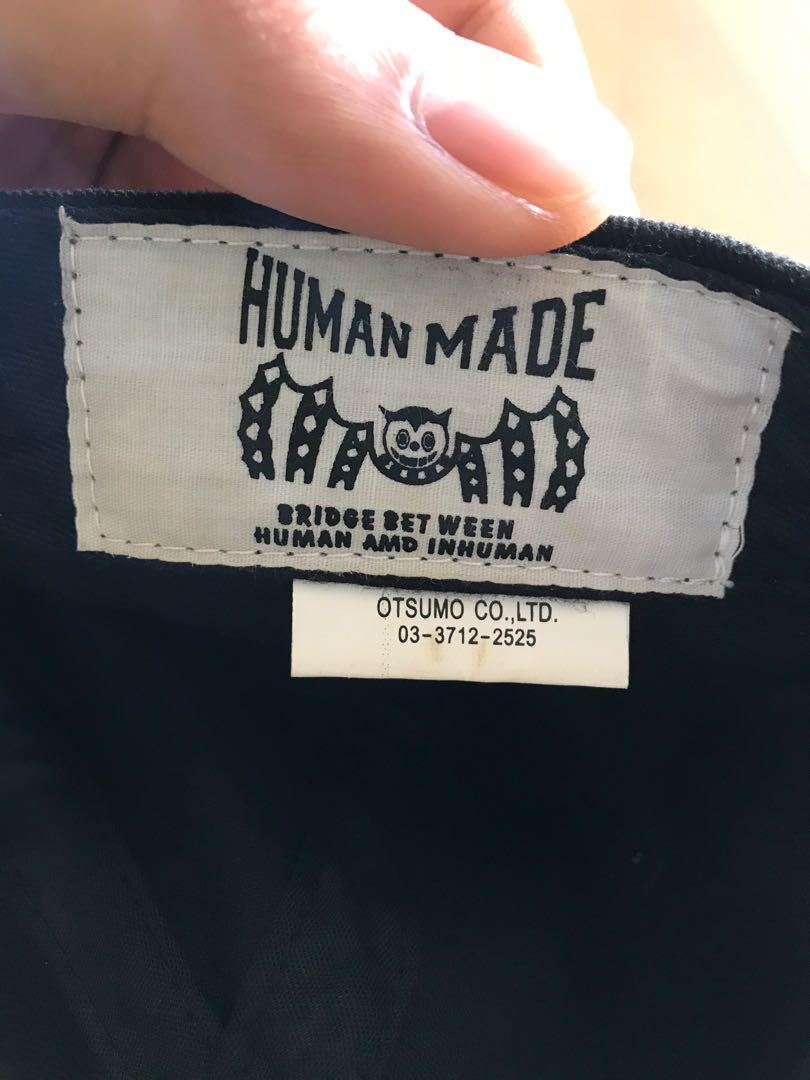 HUMAN MADE
BRIDGE BET WEEN
HUMAN AMD INHUMAN
OTSUMO CO.,LTD.
03-3712-2525